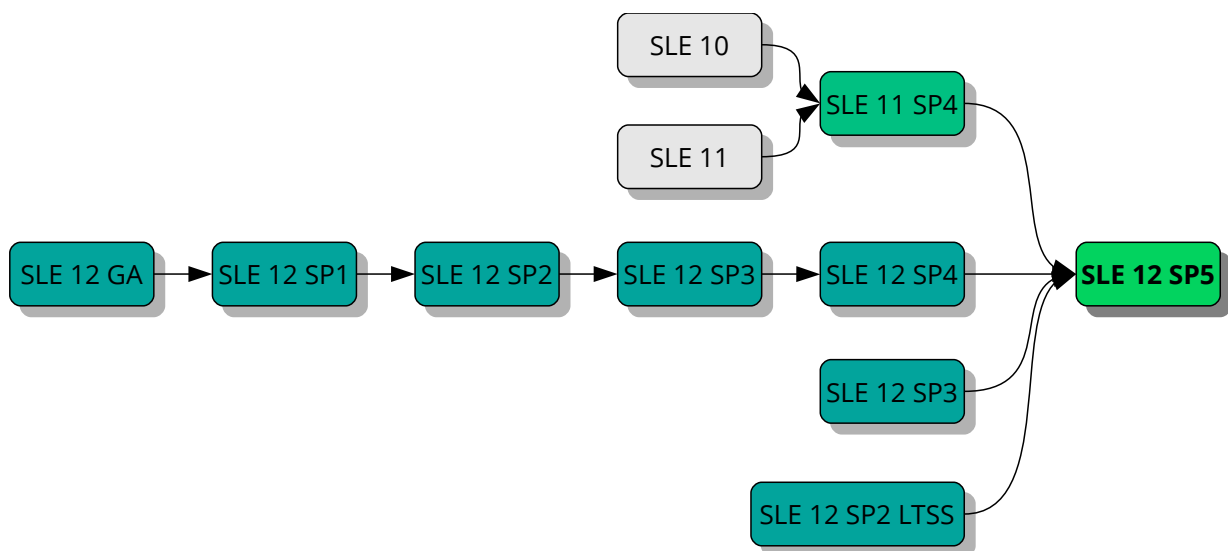 SLE 10
SLE 11 SP4
SLE 11
SLE 12 GA
SLE 12 SP1
SLE 12 SP2
SLE 12 SP3
SLE 12 SP4
SLE 12 SP5
SLE 12 SP3
SLE 12 SP2 LTSS